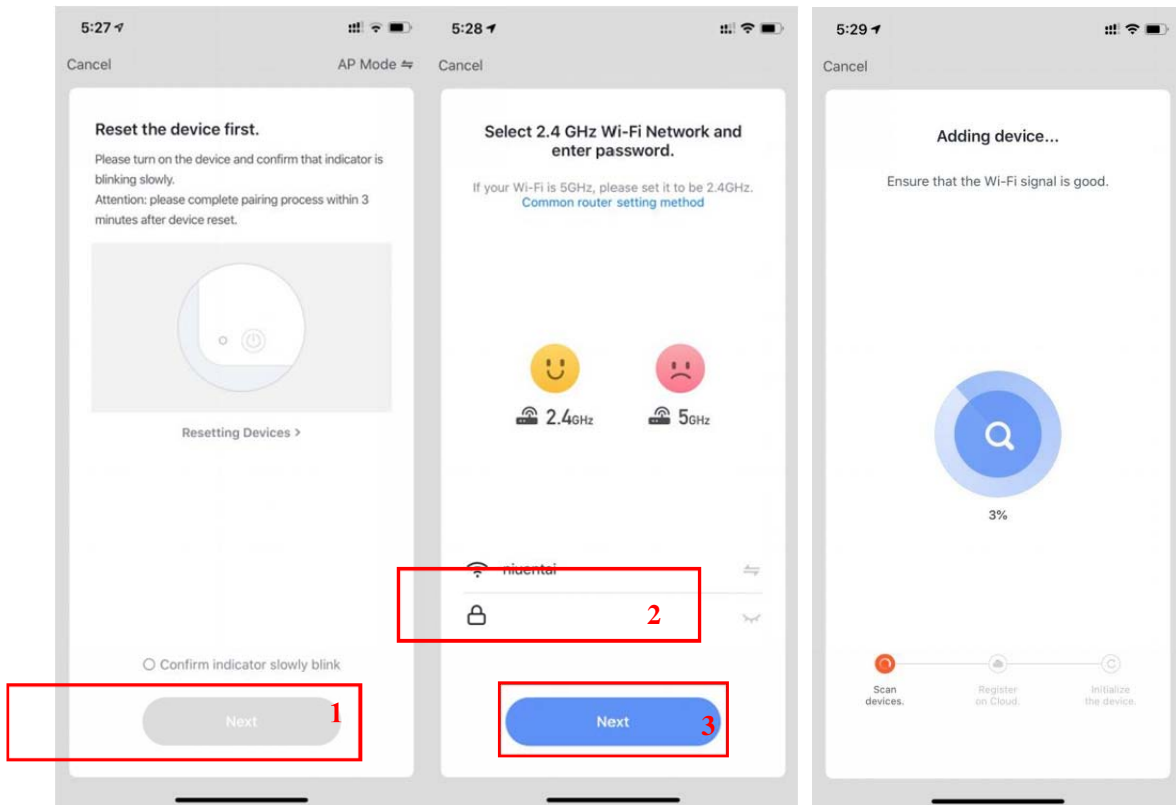 5:27
Cancel
AP Mode
Reset the device first.
Please turn on the device and confirm that indicator is
blinking slowly.
Attention: please complete pairing process within 3
minutes after device reset.
Resetting Devices >
Confirm indicator slowly blink
Next
1
5:28
Cancel
Select 2.4 GHz Wi-Fi Network and
enter password.
If your Wi-Fi is 5GHz, please set it to be 2.4GHz.
Common router setting method
2.4GHz
5GHz
niuentai
2
Next
3
5:29
Cancel
Adding device...
Ensure that the Wi-Fi signal is good.
3%
Scan
devices.
Register
on Cloud.
Initialize
the device.